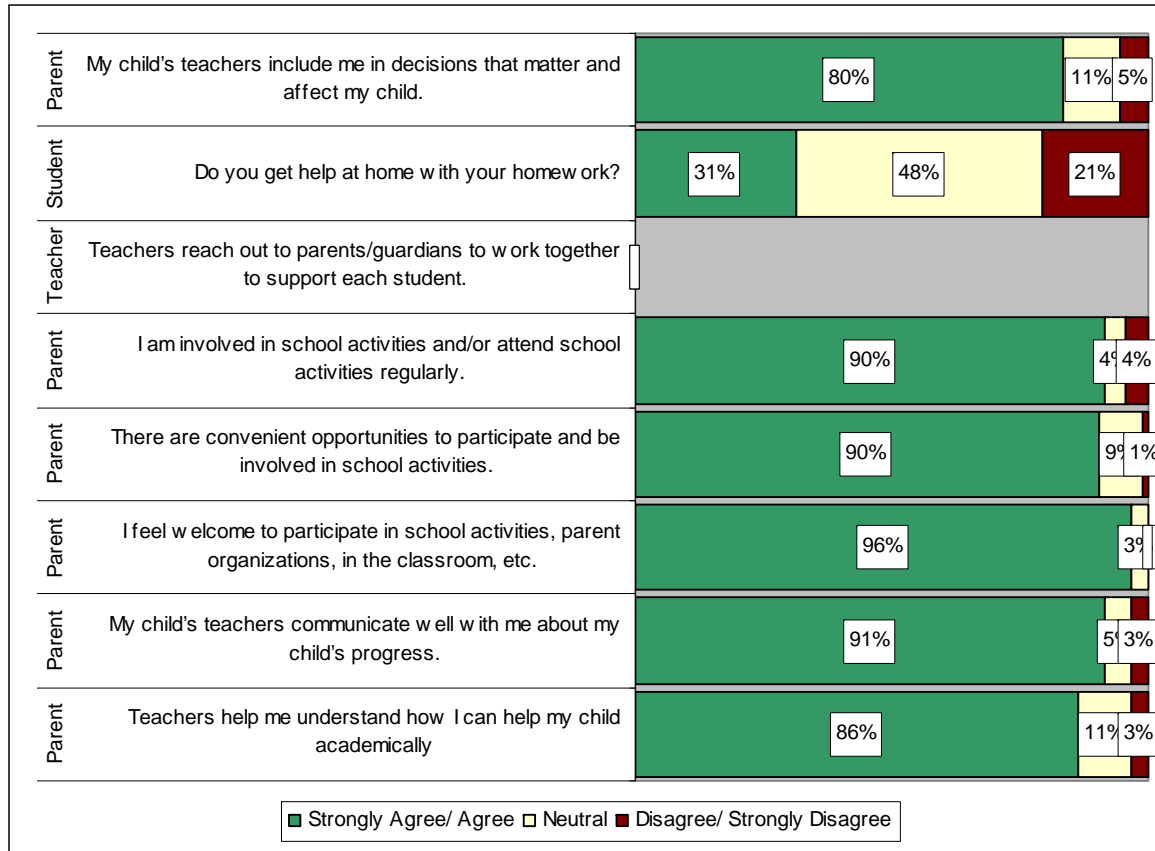 Parent
My child's teachers include me in decisions that matter and
affect my child.
80%
11%
5%
Student
Do you get help at home with your homework?
31%
48%
21%
Teacher
Teachers reach out to parents/guardians to work together
to support each student.
Parent
I am involved in school activities and/or attend school
activities regularly.
90%
4%
4%
Parent
There are convenient opportunities to participate and be
involved in school activities.
90%
9%
1%
Parent
I feel welcome to participate in school activities, parent
organizations, in the classroom, etc.
96%
3%
Parent
My child's teachers communicate well with me about my
child's progress.
91%
5%
3%
Parent
Teachers help me understand how I can help my child
academically
86%
11%
3%
Strongly Agree/ Agree
Neutral
Disagree/ Strongly Disagree